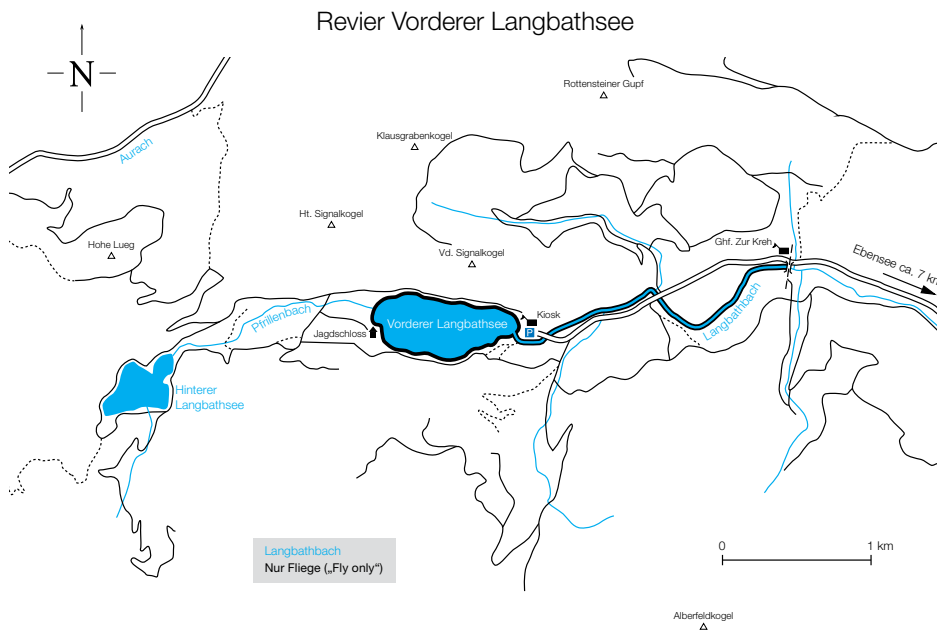 Revier Vorderer Langbathsee
N
Rottensteiner Gupf
Aurach
Klausgrabenkogel
Ht. Signalkogel
Hohe Lueg
Vd. Signalkogel
Ghf. Zur Kreh
Ebensee ca. 7 km
Pfrillenbach
Jagdschloss
Vorderer Langbathsee
Kiosk
P
Langbathbach
Hinterer
Langbathsee
Langbathbach
Nur Fliege („Fly only“)
0
1 km
Alberfeldkogel